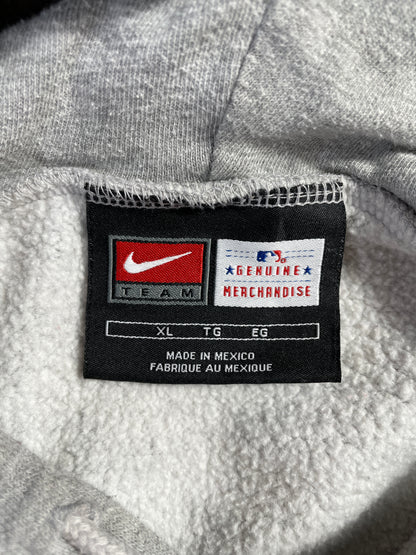 TEAM
GENUINE
MERCHANDISE
XL TG EG
MADE IN MEXICO
FABRIQUE AU MEXIQUE